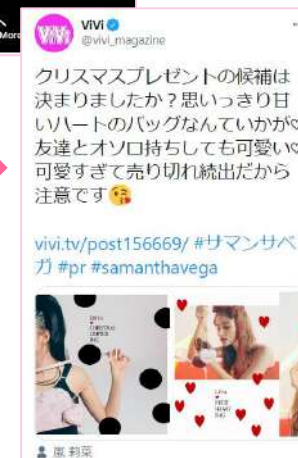 More
ViVi
@vivi_magazine
クリスマスプレゼントの候補は
決まりましたか?思いっきり甘
いハートのバッグなんていかが♡
友達とオソロ持ちしても可愛い♡
可愛すぎて売り切れ続出だから
注意です😘
vivi.tv/post156669/ #サマンサベ
ガ #pr #samanthavega
嵐 莉菜